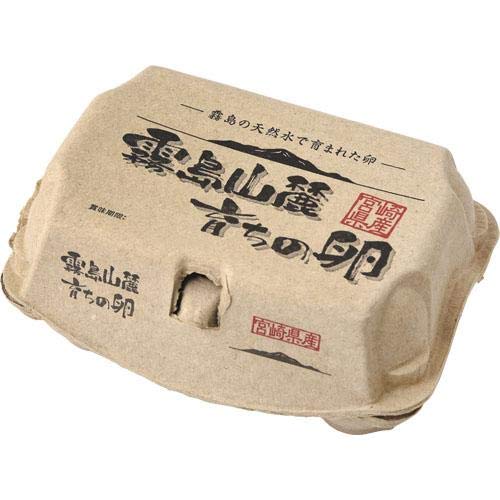 霧島の天然水で育まれた卵
霧島山麓
育ちの卵
宮崎県産
賞味期限:
霧島山麓
育ちの卵
宮崎県産